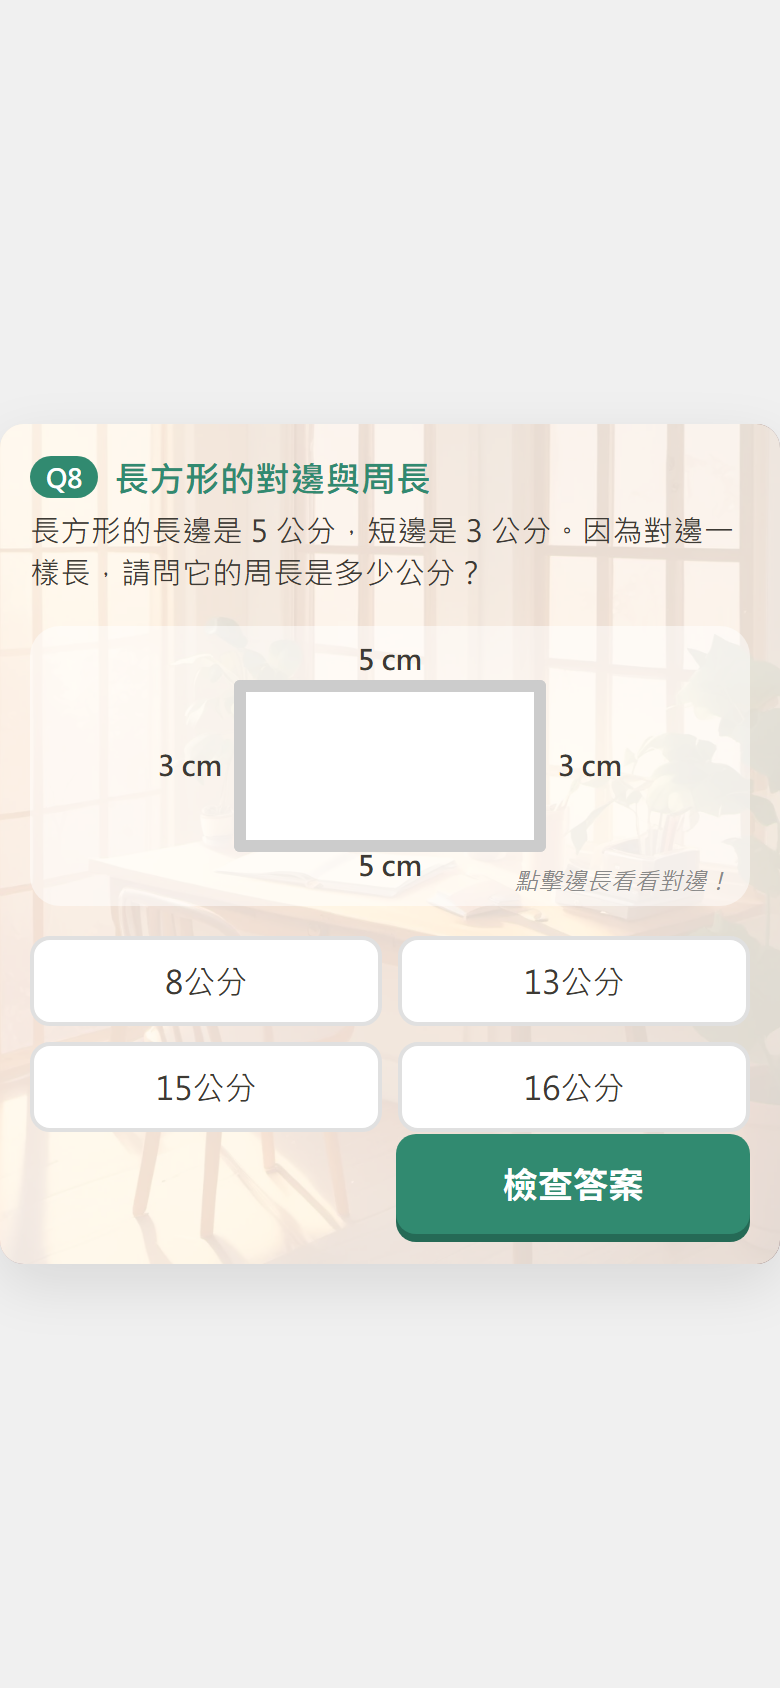 Q8 長方形的對邊與周長
長方形的長邊是 5 公分，短邊是 3 公分。因為對邊一
樣長，請問它的周長是多少公分？
5 cm
3 cm
3 cm
5 cm
點擊邊長看看對邊！
8公分
13公分
15公分
16公分
檢查答案